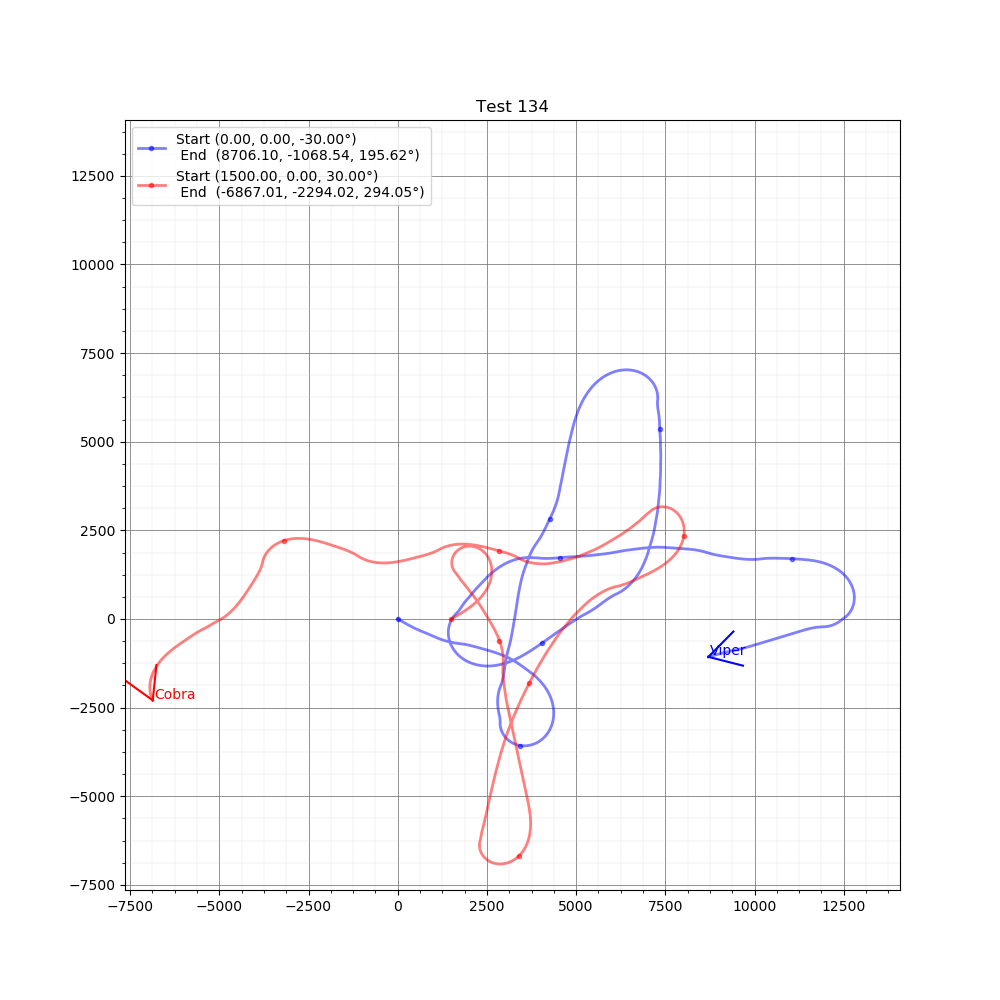 Test 134
Start (0.00, 0.00, -30.00°)
End (8706.10, -1068.54, 195.62°)
Start (1500.00, 0.00, 30.00°)
End (-6867.01, -2294.02, 294.05°)
12500
10000
7500
5000
2500
0
−2500
−5000
−7500
Viper
Cobra
−7500 −5000 −2500 0 2500 5000 7500 10000 12500